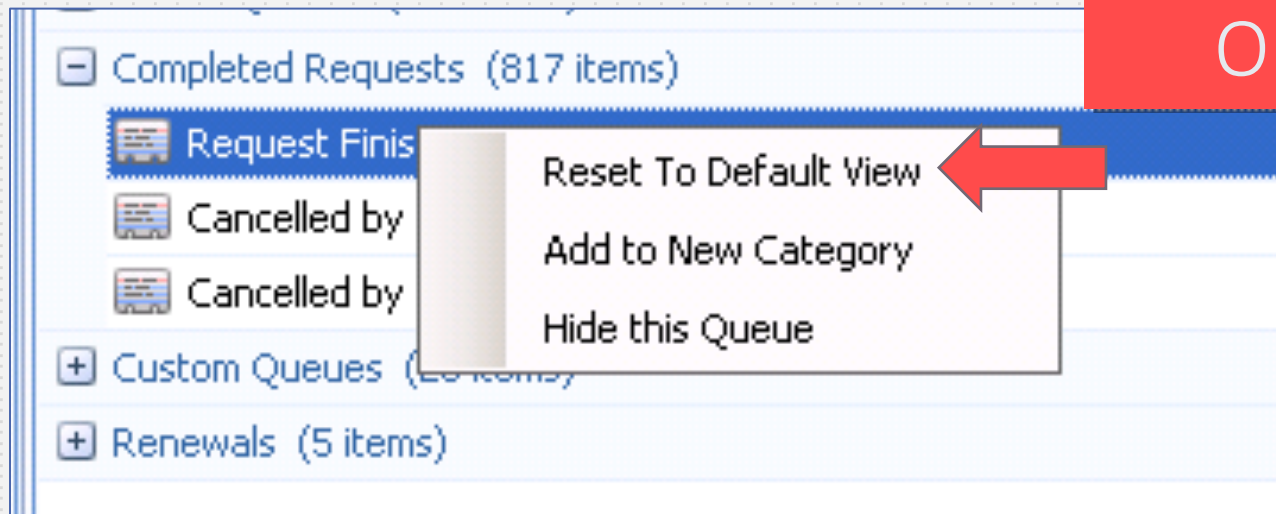 O
Completed Requests (817 items)
Request Finis
Reset To Default View
Cancelled by
Add to New Category
Cancelled by
Hide this Queue
Custom Queues
Renewals (5 items)